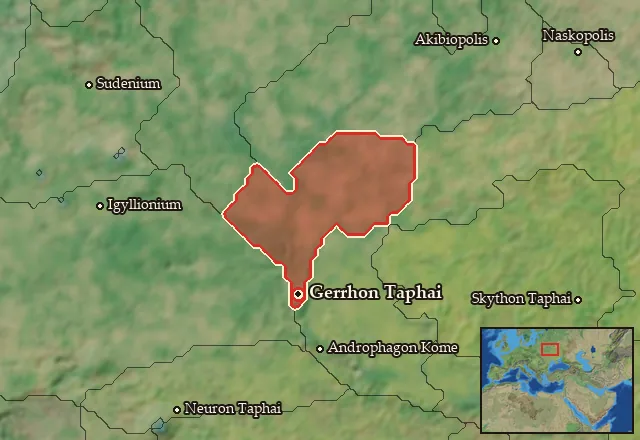 Akibiopolis
Naskopolis
Sudenium
Igyllionium
Gerrhon Taphai
Skython Taphai
Androphagon Kome
Neuron Taphai